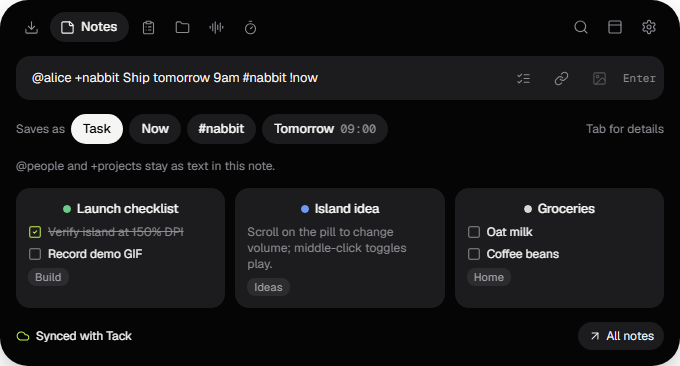 Notes
@alice +nabbit Ship tomorrow 9am #nabbit !now
Enter
Saves as Task Now #nabbit Tomorrow 09:00 Tab for details
@people and +projects stay as text in this note.
Launch checklist
Verify island at 150% DPI
Record demo GIF
Build
Island idea
Scroll on the pill to change
volume; middle-click toggles
play.
Ideas
Groceries
Oat milk
Coffee beans
Home
Synced with Tack
All notes